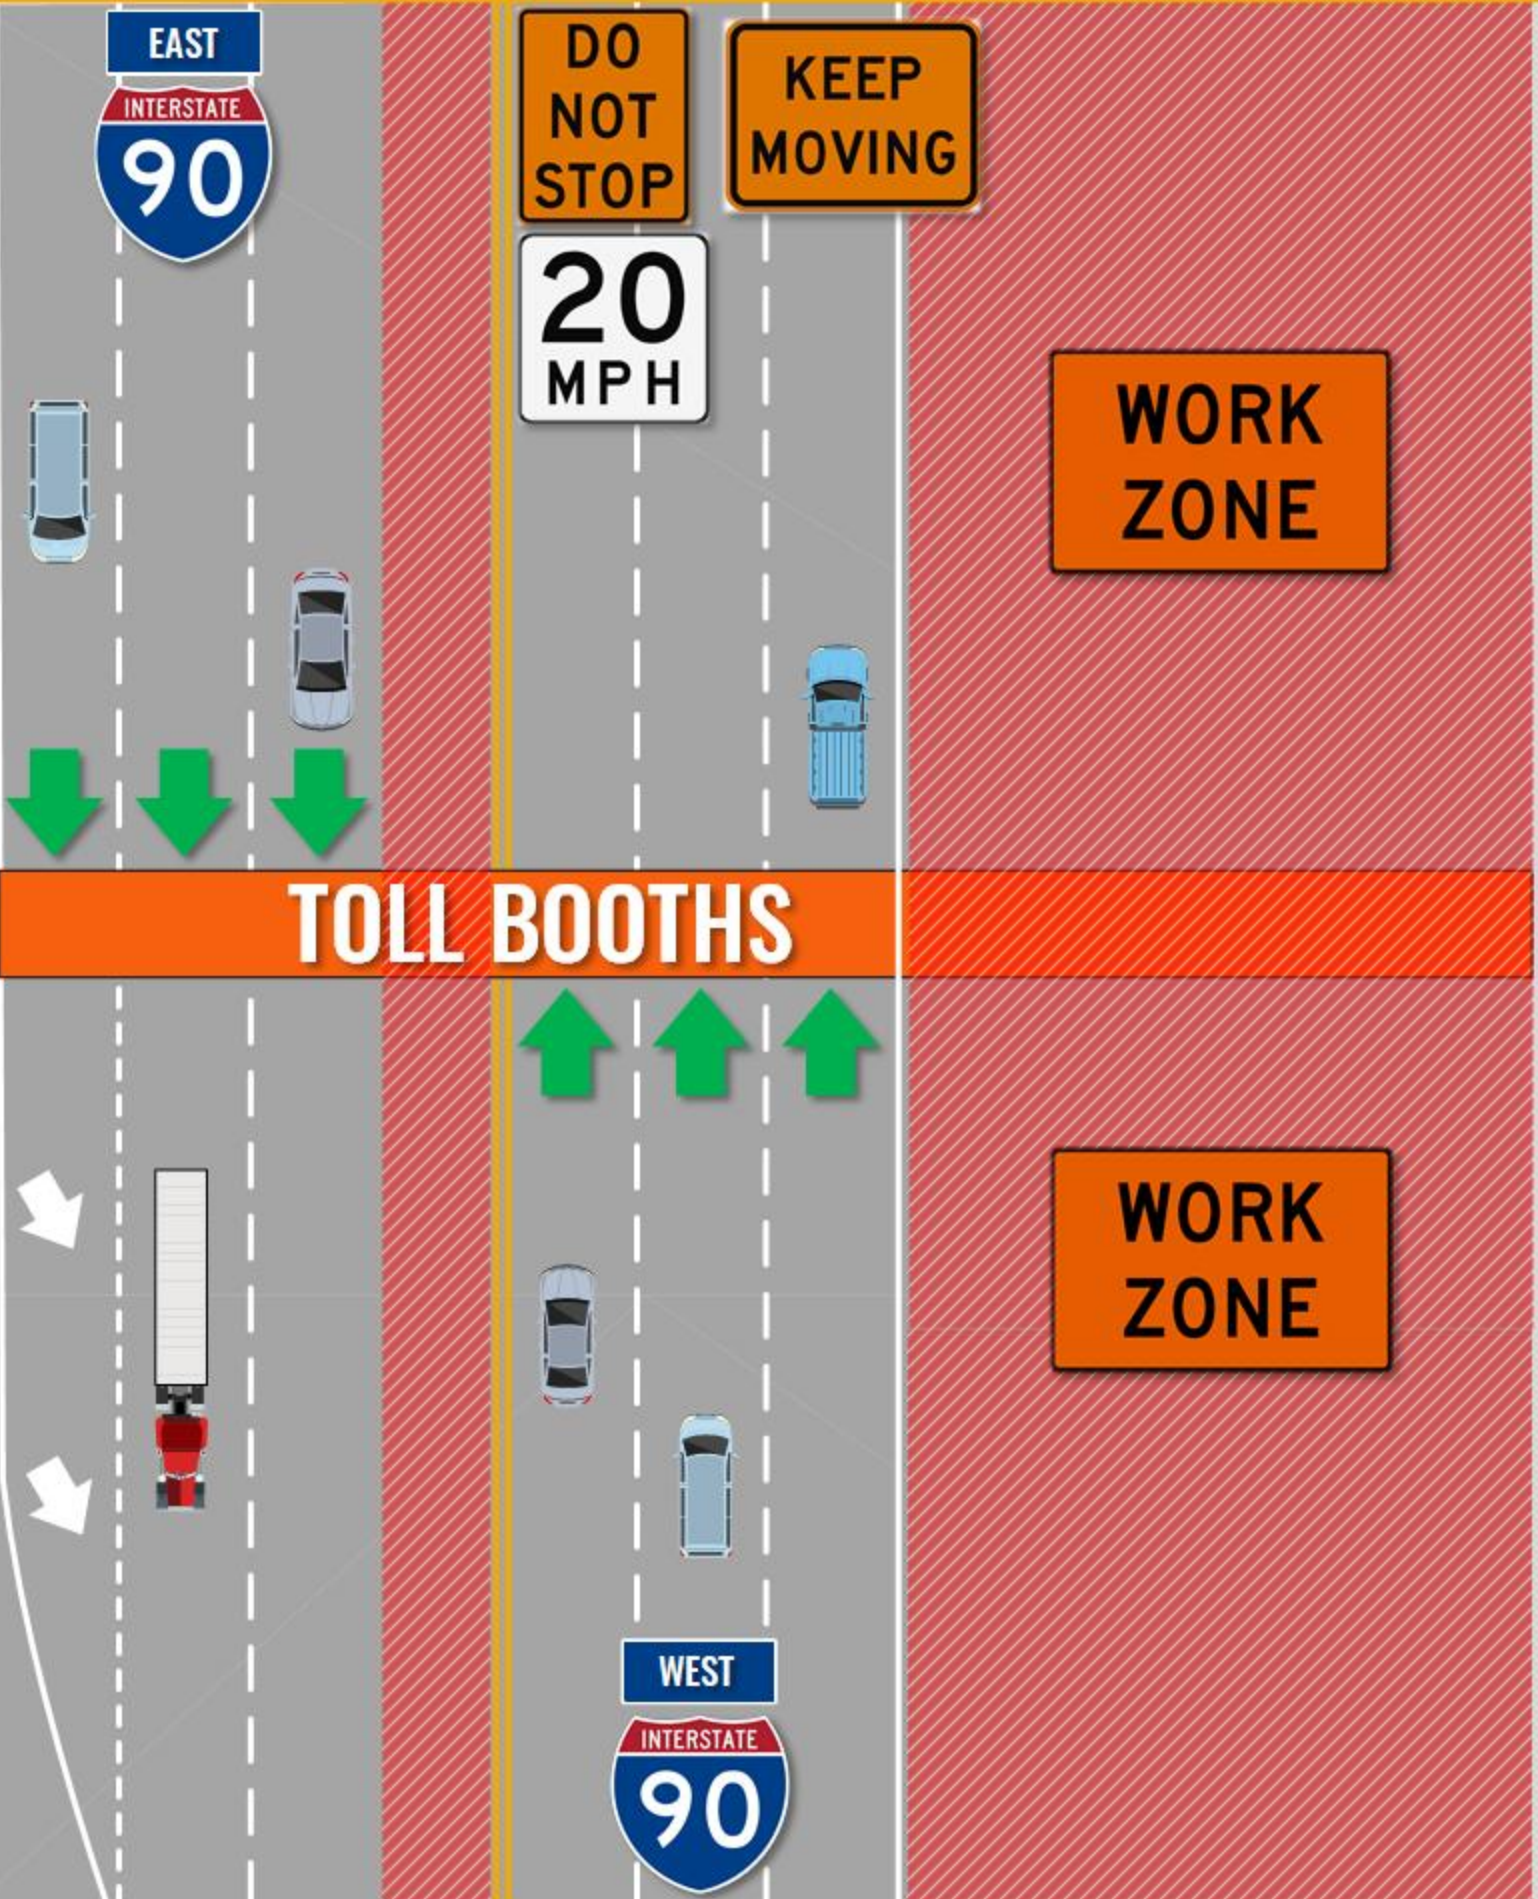 EAST
INTERSTATE
90
DO
NOT
STOP
KEEP
MOVING
20
MPH
WORK
ZONE
TOLL BOOTHS
WORK
ZONE
WEST
INTERSTATE
90